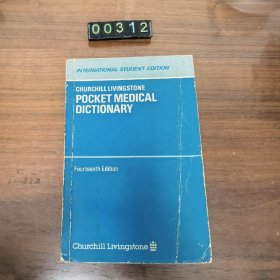 00312
INTERNATIONAL STUDENT EDITION
CHURCHILL LIVINGSTONE
POCKET MEDICAL
DICTIONARY
Fourteenth Edition
Churchill Livingstone